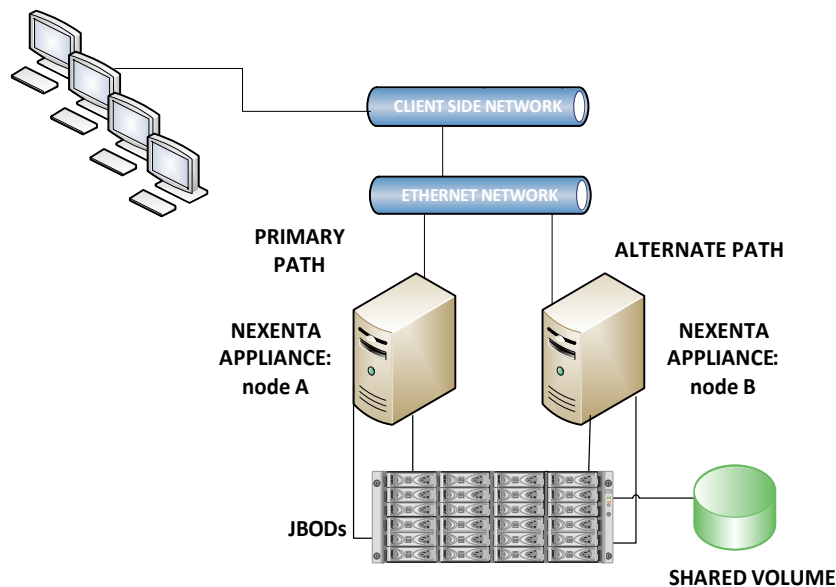 CLIENT SIDE NETWORK
ETHERNET NETWORK
PRIMARY
PATH
ALTERNATE PATH
NEXENTA
APPLIANCE:
node A
NEXENTA
APPLIANCE:
node B
JBODs
SHARED VOLUME